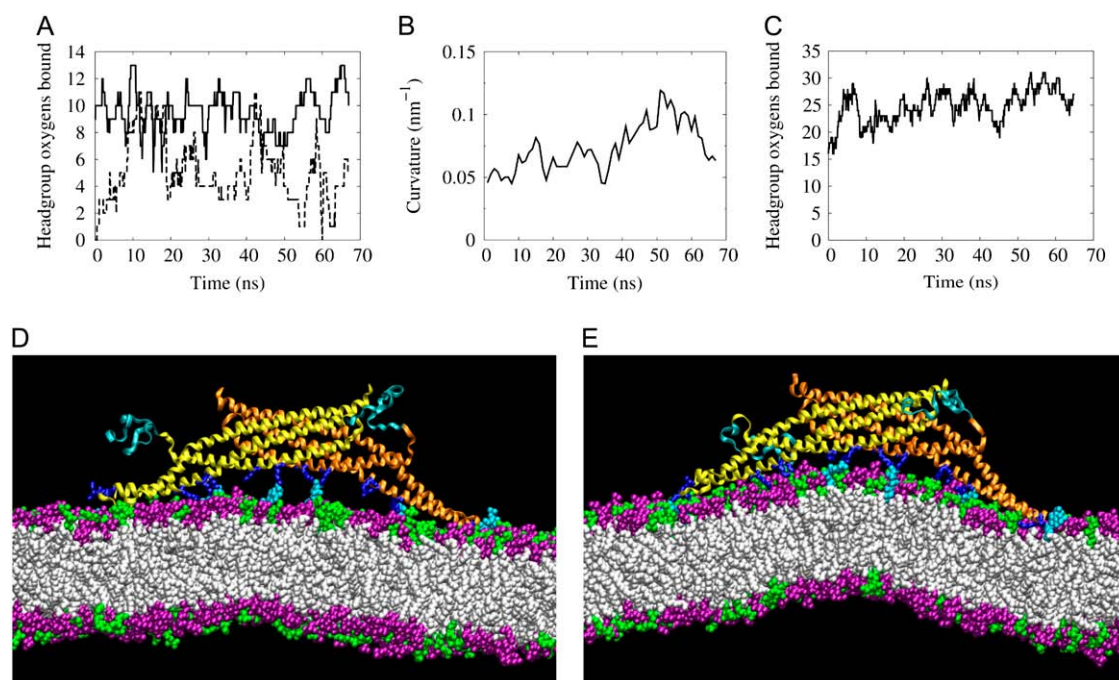 A
Headgroup oxygens bound
14
12
10
8
6
4
2
0
0 10 20 30 40 50 60 70
Time (ns)
B
Curvature (nm⁻¹)
0.15
0.1
0.05
0
0 10 20 30 40 50 60 70
Time (ns)
C
Headgroup oxygens bound
35
30
25
20
15
10
5
0
0 10 20 30 40 50 60 70
Time (ns)
D
E